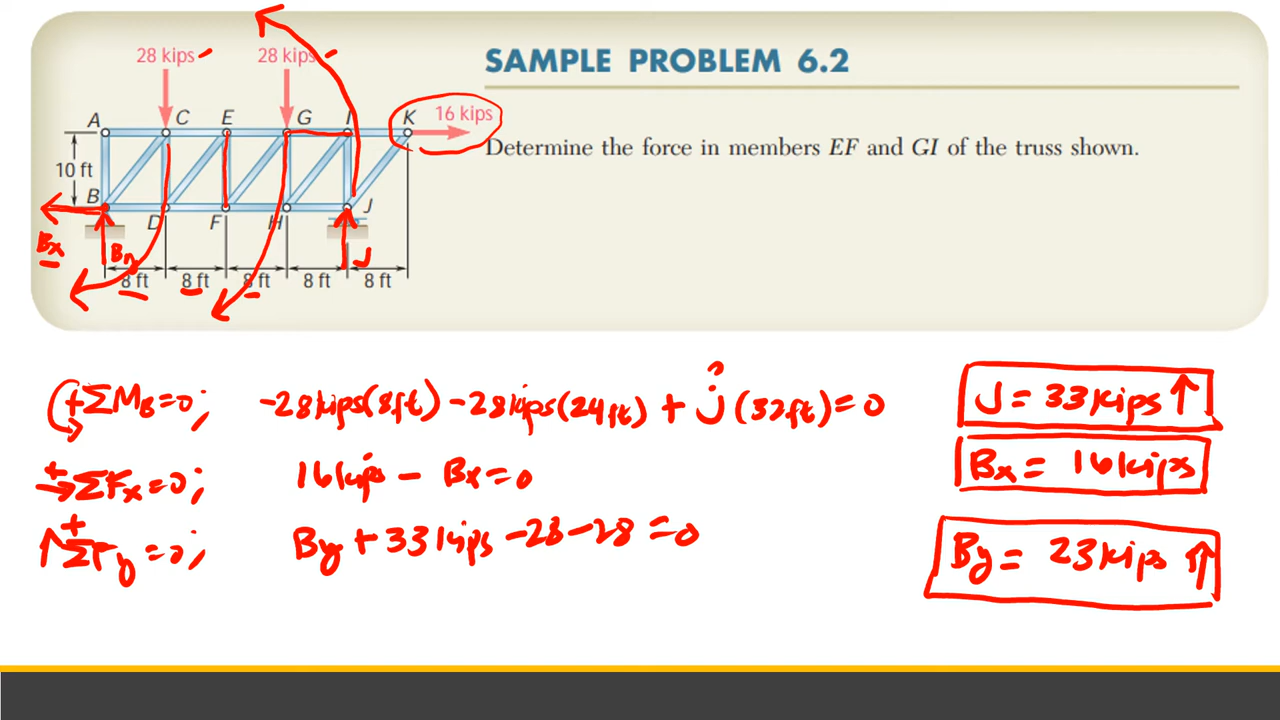 28 kips
28 kips
SAMPLE PROBLEM 6.2
A C E G I K 16 kips
Determine the force in members EF and GI of the truss shown.
10 ft
B D F H J
Bx By J
8 ft 8 ft 8 ft 8 ft 8 ft
+ΣMB=0; -28kips(8ft) -28kips(24ft) + j(32ft)=0
J = 33kips ↑
+→ΣFx=0; 16kips - Bx=0
Bx = 16kips
↑+ΣFy=0; By + 33kips -28-28=0
By = 23kips ↑